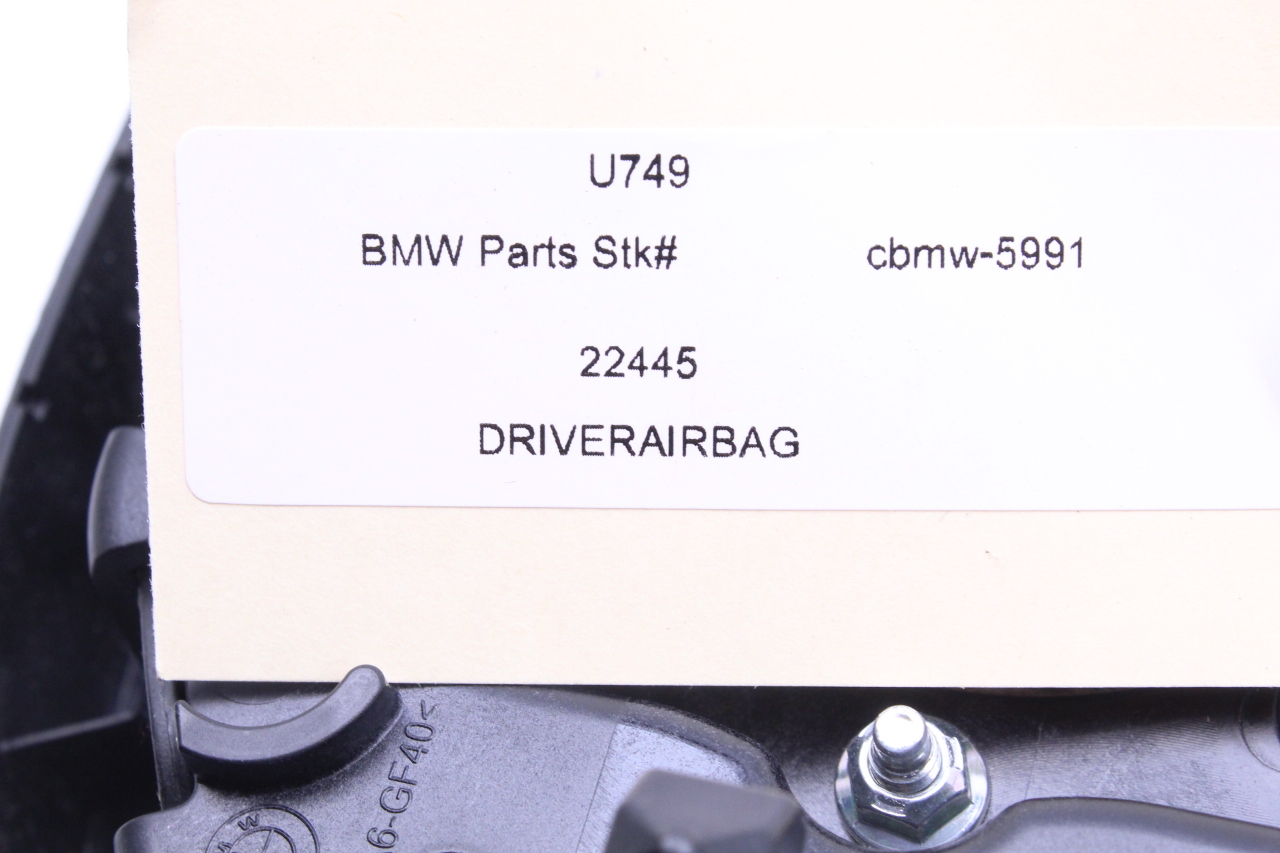 U749
BMW Parts Stk# cbmw-5991
22445
DRIVERAIRBAG
6-GF40<